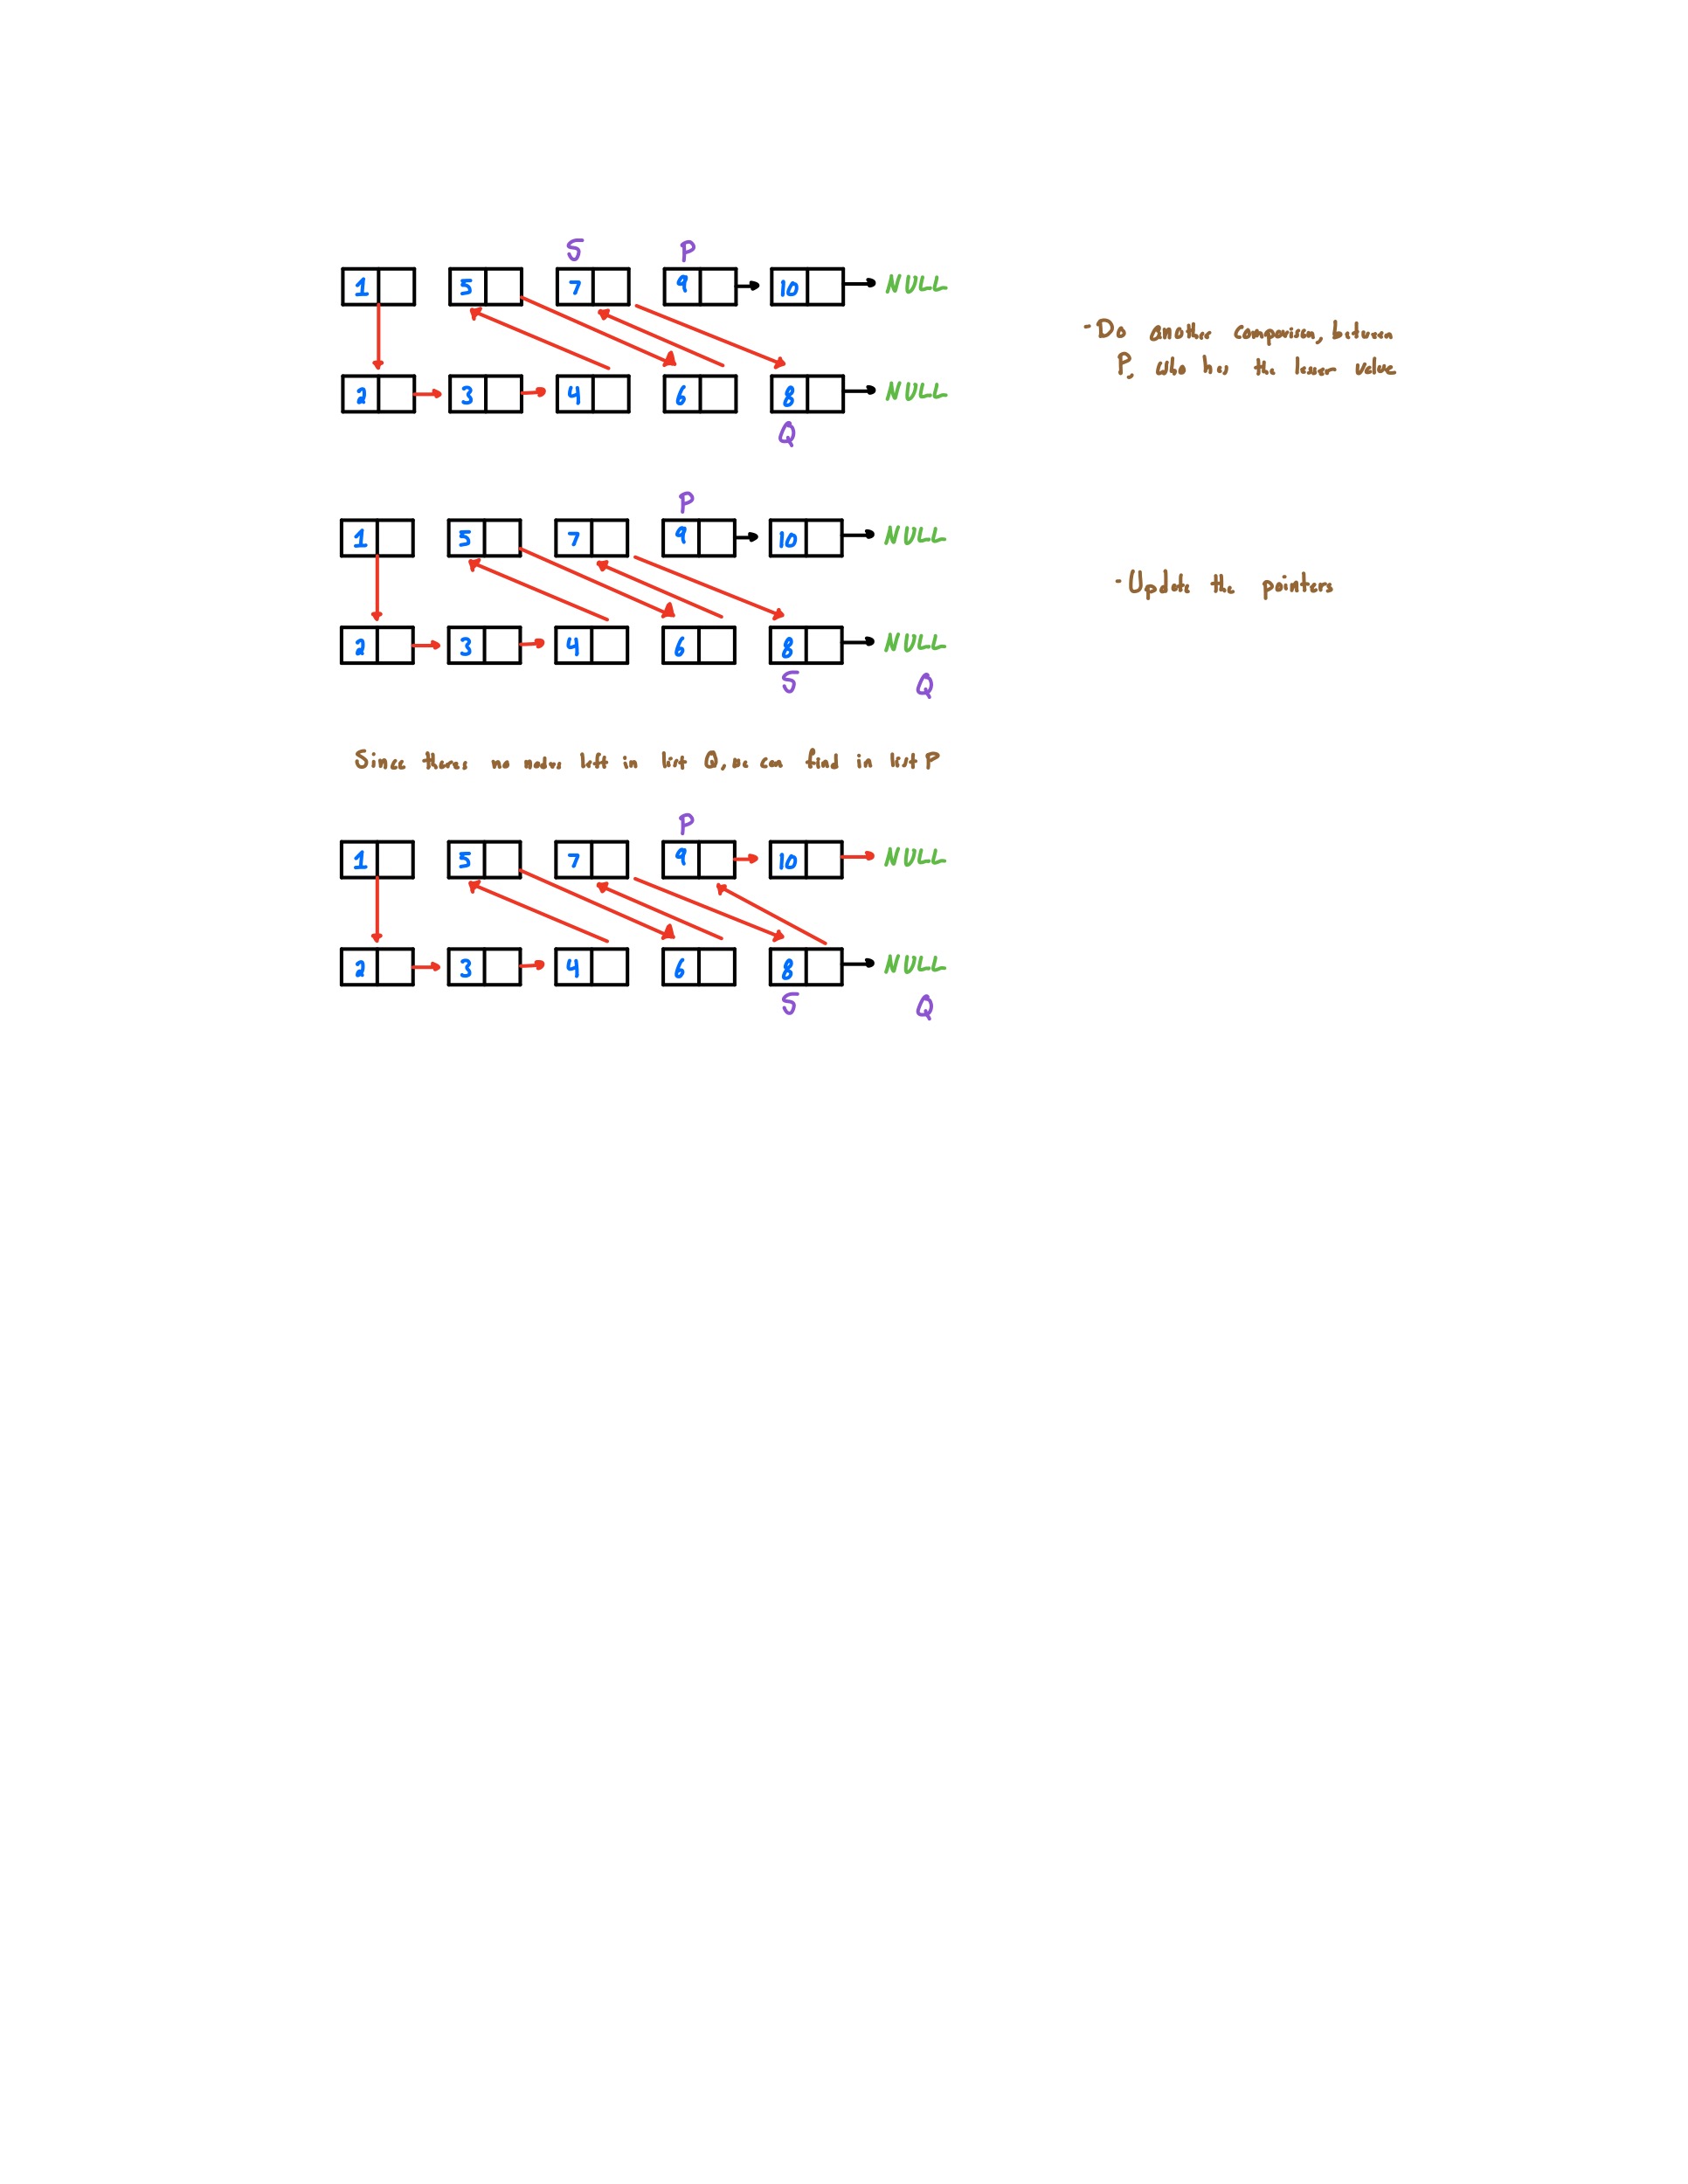 S P
1 5 7 9 10 NULL
- Do another comparison, between
P, who has the lesser value
2 3 4 6 8 NULL
Q
P
1 5 7 9 10 NULL
- Update the pointers
2 3 4 6 8 NULL
S Q
Since theres no nodes left in list Q, we can find in list P
P
1 5 7 9 10 NULL
2 3 4 6 8 NULL
S Q